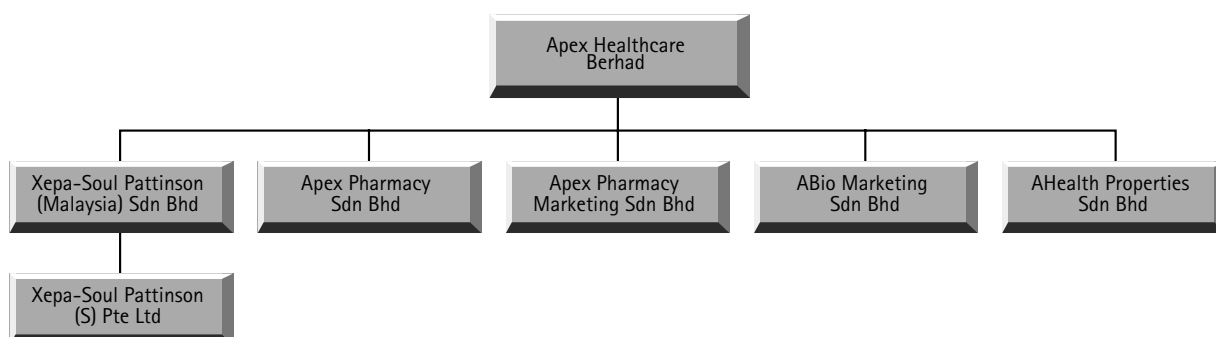 Apex Healthcare
Berhad
Xepa-Soul Pattinson
(Malaysia) Sdn Bhd
Apex Pharmacy
Sdn Bhd
Apex Pharmacy
Marketing Sdn Bhd
ABio Marketing
Sdn Bhd
AHealth Properties
Sdn Bhd
Xepa-Soul Pattinson
(S) Pte Ltd